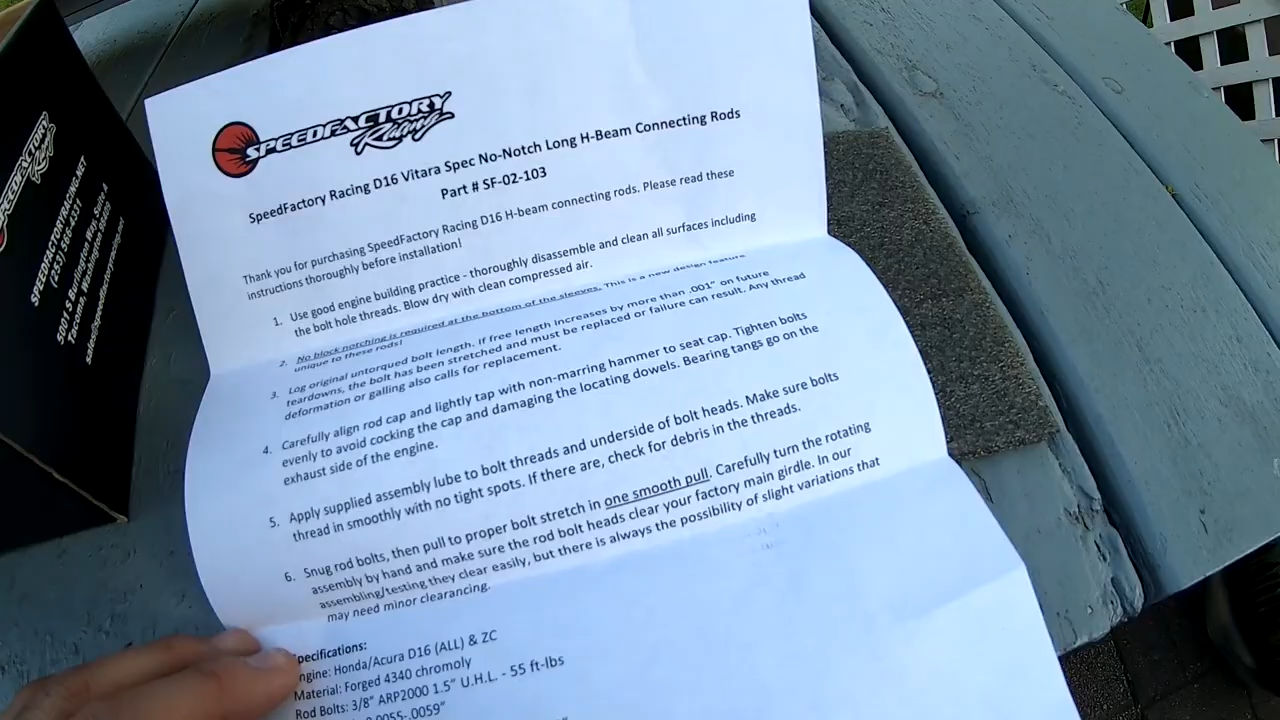 SPEEDFACTORY
Racing
SPEEDFACTORYRACING.NET
(253) 566-4331
5001 S Burlington Way, Suite A
Tacoma, Washington
SPEEDFACTORY
Racing
SpeedFactory Racing D16 Vitara Spec No-Notch Long H-Beam Connecting Rods
Part # SF-02-103
Thank you for purchasing SpeedFactory Racing D16 H-beam connecting rods. Please read these
instructions thoroughly before installation!
1. Use good engine building practice - thoroughly disassemble and clean all surfaces including
the bolt hole threads. Blow dry with clean compressed air.
2. No block notching is required at the bottom of the sleeves. This is a new design feature
unique to these rods!
3. Log original untorqued bolt length. If free length increases by more than .001" on future
teardowns, the bolt has been stretched and must be replaced or failure can result. Any thread
deformation or galling also calls for replacement.
4. Carefully align rod cap and lightly tap with non-marring hammer to seat cap. Tighten bolts
evenly to avoid cocking the cap and damaging the locating dowels. Bearing tangs go on the
exhaust side of the engine.
5. Apply supplied assembly lube to bolt threads and underside of bolt heads. Make sure bolts
thread in smoothly with no tight spots. If there are, check for debris in the threads.
6. Snug rod bolts, then pull to proper bolt stretch in one smooth pull. Carefully turn the rotating
assembly by hand and make sure the rod bolt heads clear your factory main girdle. In our
assembling/testing they clear easily, but there is always the possibility of slight variations that
may need minor clearancing.
pecifications:
ngine: Honda/Acura D16 (ALL) & ZC
Material: Forged 4340 chromoly
Rod Bolts: 3/8" ARP2000 1.5" U.H.L. - 55 ft-lbs
.0055-.0059"